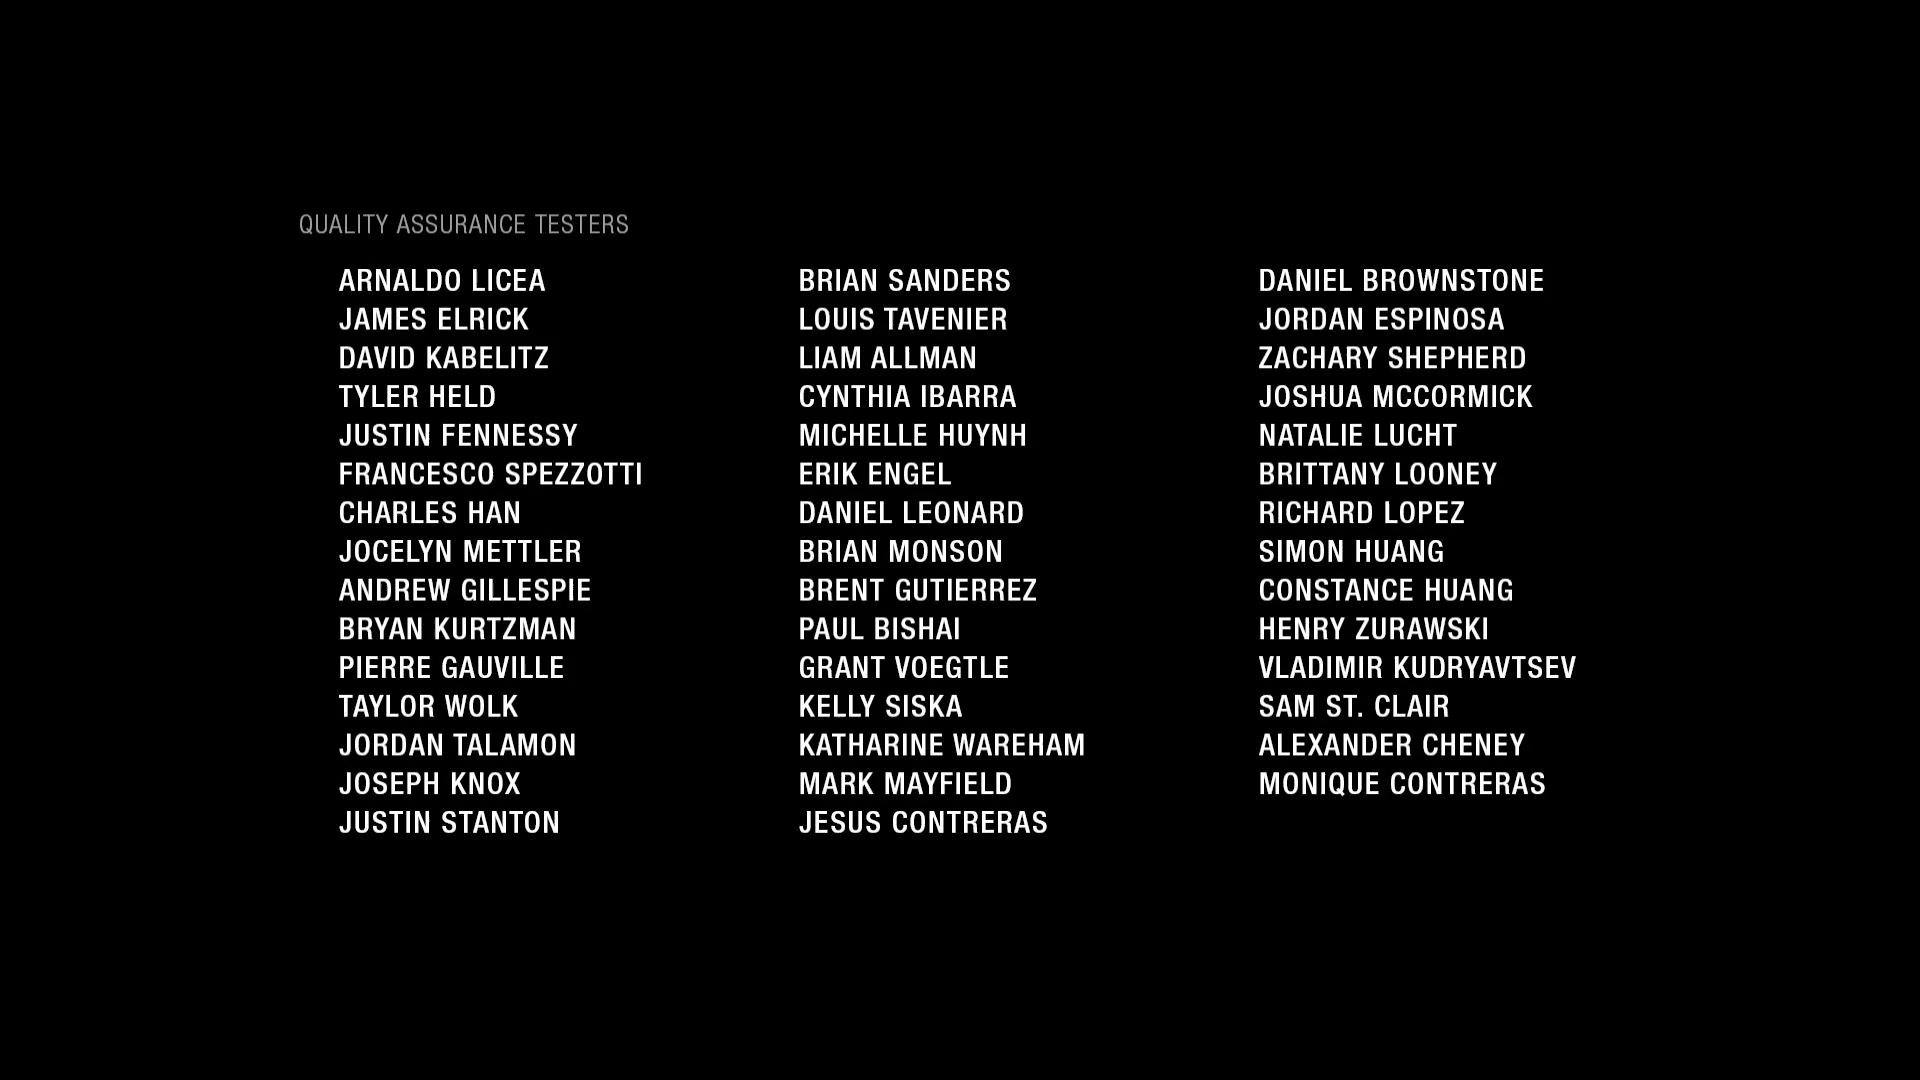 QUALITY ASSURANCE TESTERS
ARNALDO LICEA
JAMES ELRICK
DAVID KABELITZ
TYLER HELD
JUSTIN FENNESSY
FRANCESCO SPEZZOTTI
CHARLES HAN
JOCELYN METTLER
ANDREW GILLESPIE
BRYAN KURTZMAN
PIERRE GAUVILLE
TAYLOR WOLK
JORDAN TALAMON
JOSEPH KNOX
JUSTIN STANTON
BRIAN SANDERS
LOUIS TAVENIER
LIAM ALLMAN
CYNTHIA IBARRA
MICHELLE HUYNH
ERIK ENGEL
DANIEL LEONARD
BRIAN MONSON
BRENT GUTIERREZ
PAUL BISHAI
GRANT VOEGTLE
KELLY SISKA
KATHARINE WAREHAM
MARK MAYFIELD
JESUS CONTRERAS
DANIEL BROWNSTONE
JORDAN ESPINOSA
ZACHARY SHEPHERD
JOSHUA MCCORMICK
NATALIE LUCHT
BRITTANY LOONEY
RICHARD LOPEZ
SIMON HUANG
CONSTANCE HUANG
HENRY ZURAWSKI
VLADIMIR KUDRYAVTSEV
SAM ST. CLAIR
ALEXANDER CHENEY
MONIQUE CONTRERAS